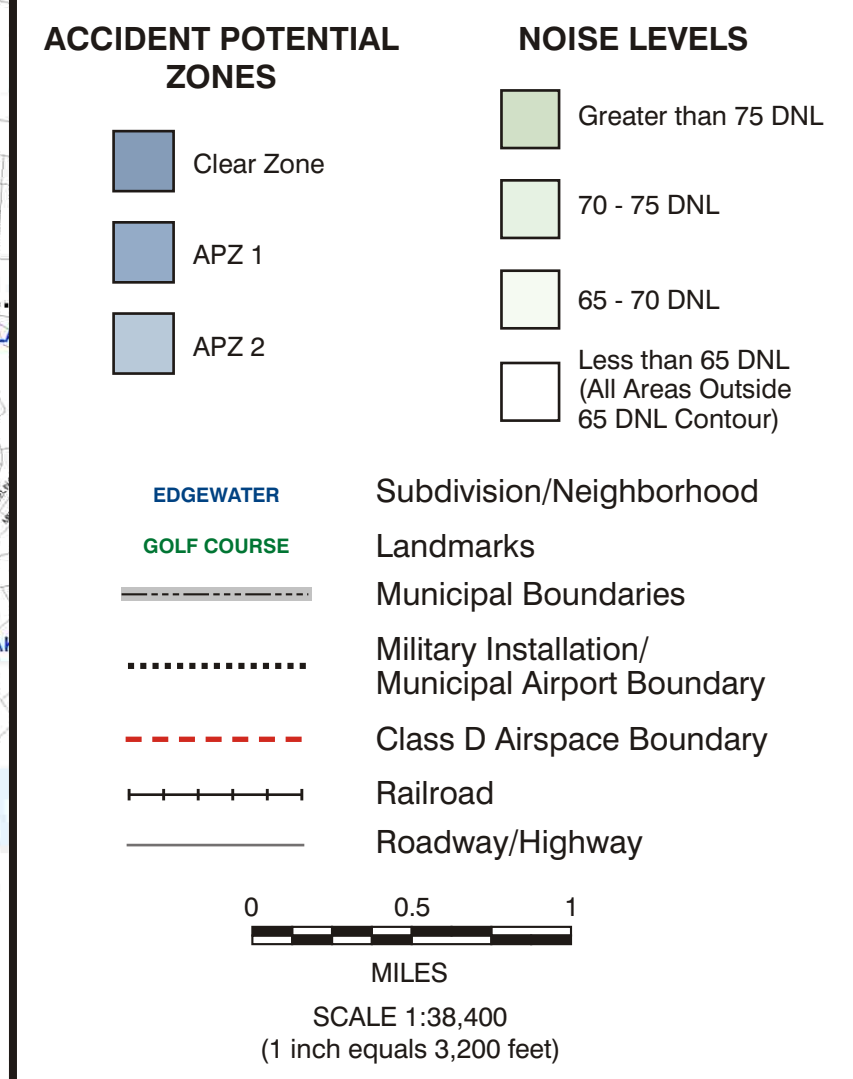 ACCIDENT POTENTIAL
ZONES
Clear Zone
APZ 1
APZ 2
NOISE LEVELS
Greater than 75 DNL
70 - 75 DNL
65 - 70 DNL
Less than 65 DNL
(All Areas Outside
65 DNL Contour)
EDGEWATER Subdivision/Neighborhood
GOLF COURSE Landmarks
Municipal Boundaries
Military Installation/
Municipal Airport Boundary
Class D Airspace Boundary
Railroad
Roadway/Highway
0 0.5 1
MILES
SCALE 1:38,400
(1 inch equals 3,200 feet)